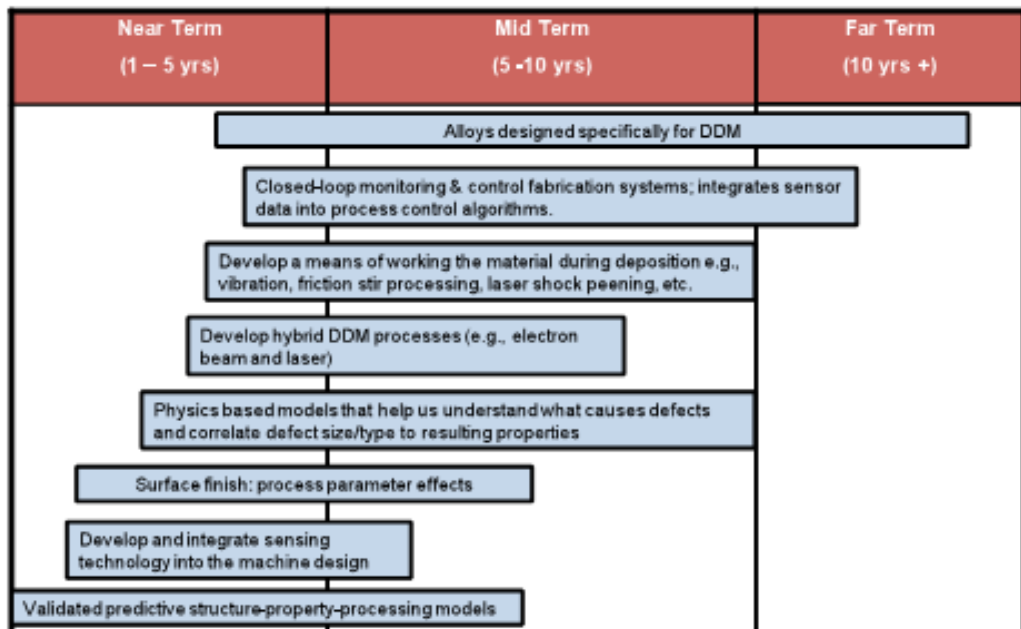 Near Term
(1 – 5 yrs)
Mid Term
(5 -10 yrs)
Far Term
(10 yrs +)
Alloys designed specifically for DDM
Closed-loop monitoring & control fabrication systems; integrates sensor
data into process control algorithms.
Develop a means of working the material during deposition e.g.,
vibration, friction stir processing, laser shock peening, etc.
Develop hybrid DDM processes (e.g., electron
beam and laser)
Physics based models that help us understand what causes defects
and correlate defect size/type to resulting properties
Surface finish: process parameter effects
Develop and integrate sensing
technology into the machine design
Validated predictive structure-property-processing models